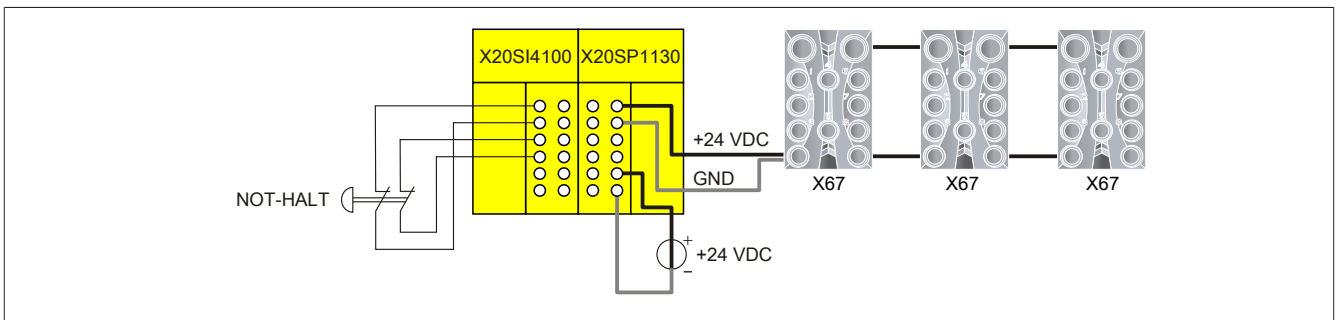 X20SI4100 X20SP1130
+24 VDC
GND
X67 X67 X67
NOT-HALT
+
+24 VDC
–